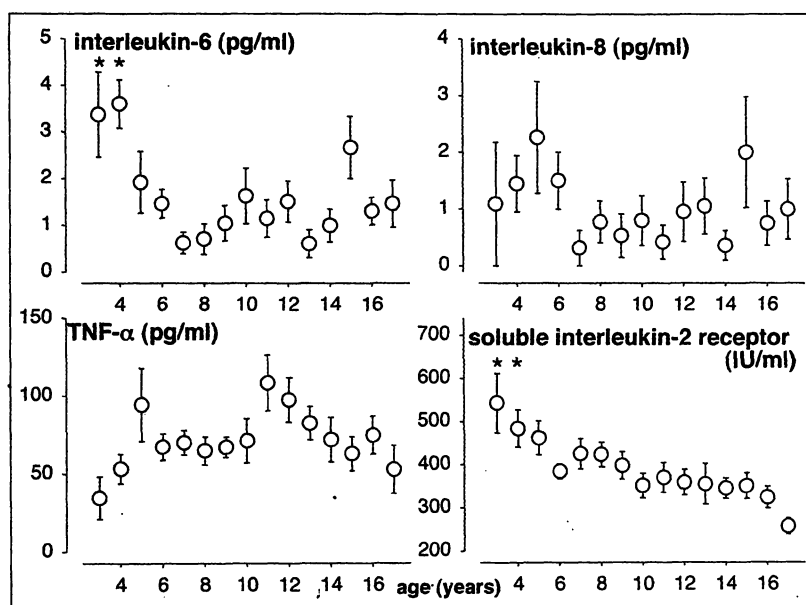 interleukin-6 (pg/ml)
* *
5
4
3
2
1
0
4 6 8 10 12 14 16
interleukin-8 (pg/ml)
4
3
2
1
0
4 6 8 10 12 14 16
TNF-α (pg/ml)
150
100
50
0
4 6 8 10 12 14 16
soluble interleukin-2 receptor
(IU/ml)
* *
700
600
500
400
300
200
4 6 8 10 12 14 16
age (years)